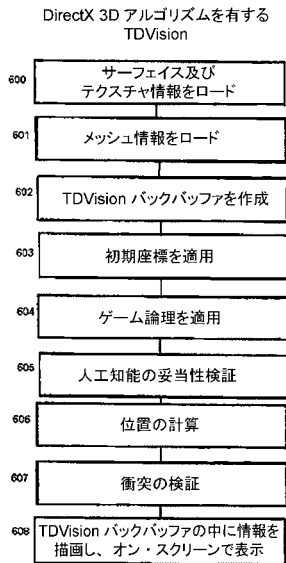 DirectX 3D アルゴリズムを有する
TDVision
600
サーフェイス及び
テクスチャ情報をロード
601
メッシュ情報をロード
602
TDVision バックバッファを作成
603
初期座標を適用
604
ゲーム論理を適用
605
人工知能の妥当性検証
606
位置の計算
607
衝突の検証
608
TDVision バックバッファの中に情報を
描画し、オン・スクリーンで表示